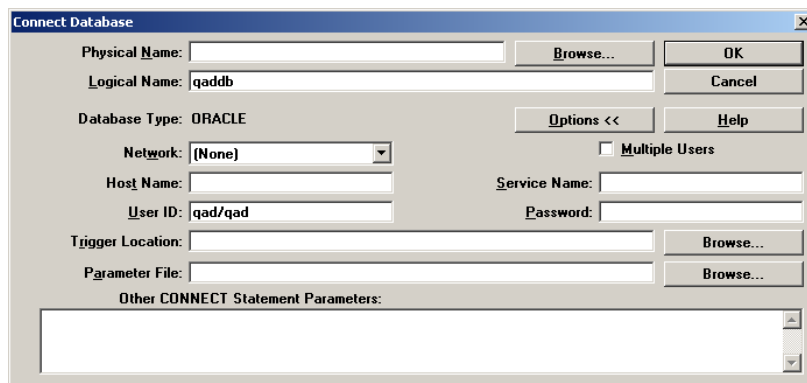 Connect Database
Physical Name: Browse... OK
Logical Name: qaddb Cancel
Database Type: ORACLE Options << Help
Network: (None) Multiple Users
Host Name: Service Name:
User ID: qad/qad Password:
Trigger Location: Browse...
Parameter File: Browse...
Other CONNECT Statement Parameters: